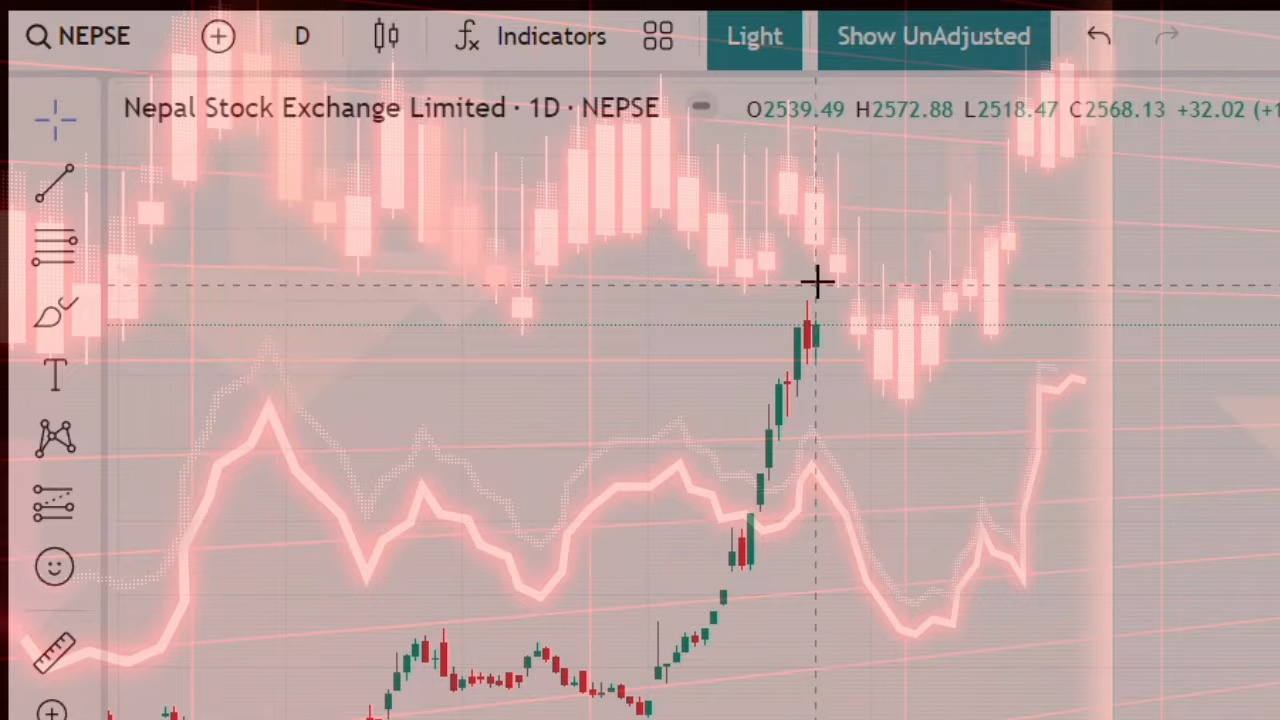 NEPSE D Indicators Light Show UnAdjusted
Nepal Stock Exchange Limited · 1D · NEPSE O2539.49 H2572.88 L2518.47 C2568.13 +32.02 (+1